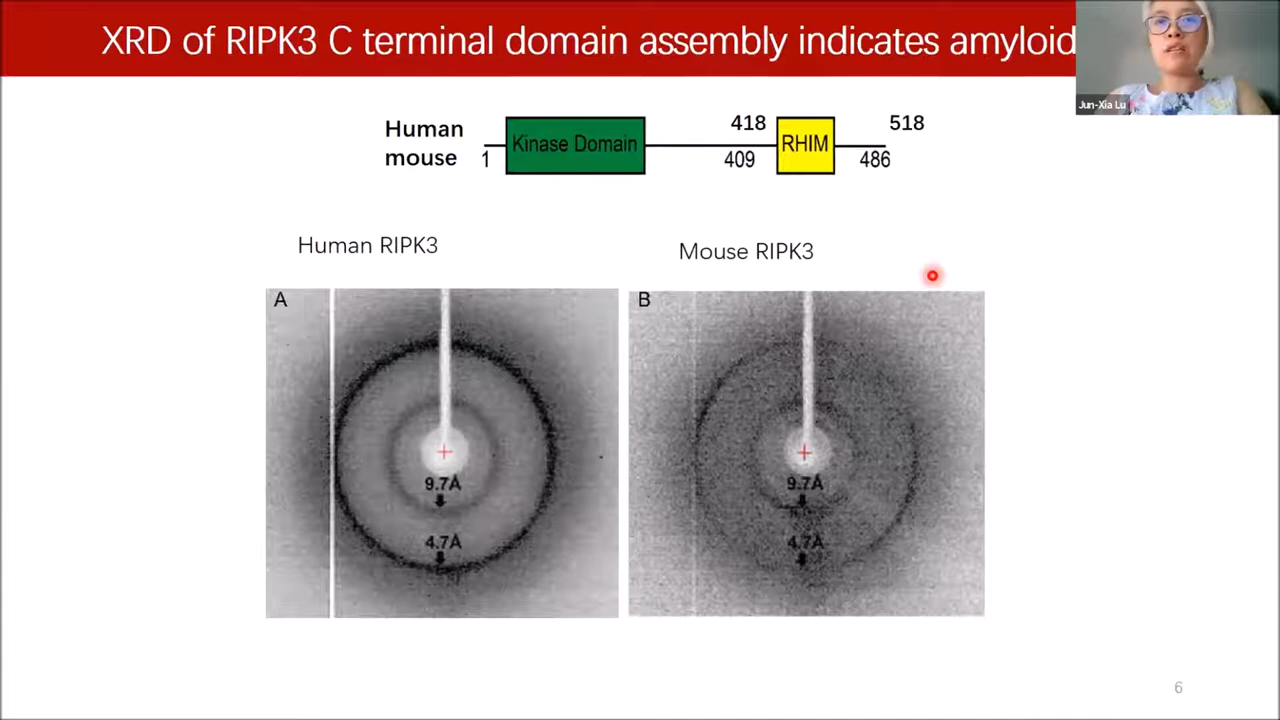 XRD of RIPK3 C terminal domain assembly indicates amyloid
Jun-Xia Lu
Human
mouse
1
Kinase Domain
418
409
RHIM
518
486
Human RIPK3
Mouse RIPK3
A
9.7Å
4.7Å
B
9.7Å
4.7Å
6